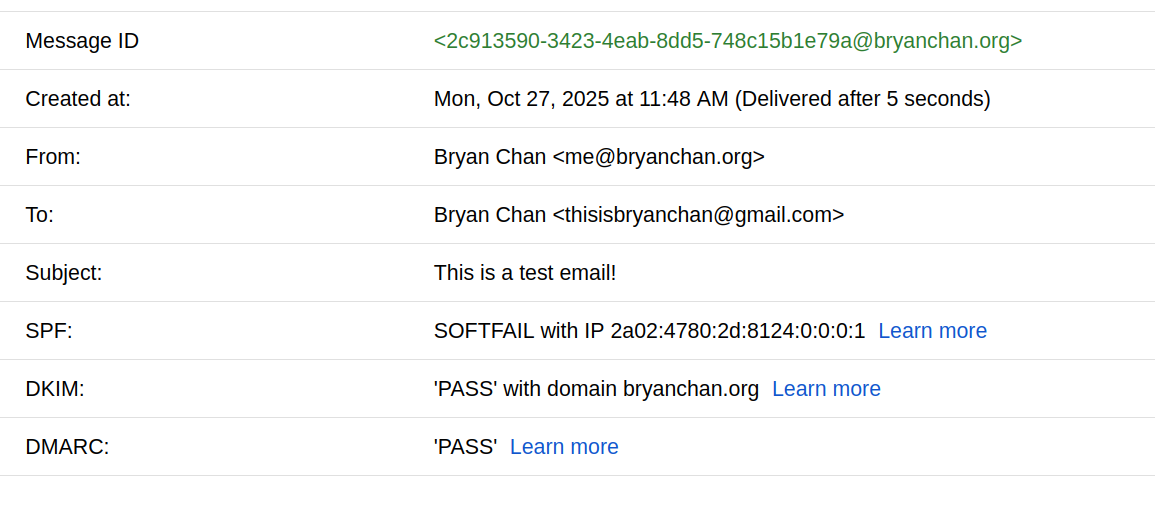 Message ID <2c913590-3423-4eab-8dd5-748c15b1e79a@bryanchan.org>
Created at: Mon, Oct 27, 2025 at 11:48 AM (Delivered after 5 seconds)
From: Bryan Chan <me@bryanchan.org>
To: Bryan Chan <thisisbryanchan@gmail.com>
Subject: This is a test email!
SPF: SOFTFAIL with IP 2a02:4780:2d:8124:0:0:0:1 Learn more
DKIM: 'PASS' with domain bryanchan.org Learn more
DMARC: 'PASS' Learn more